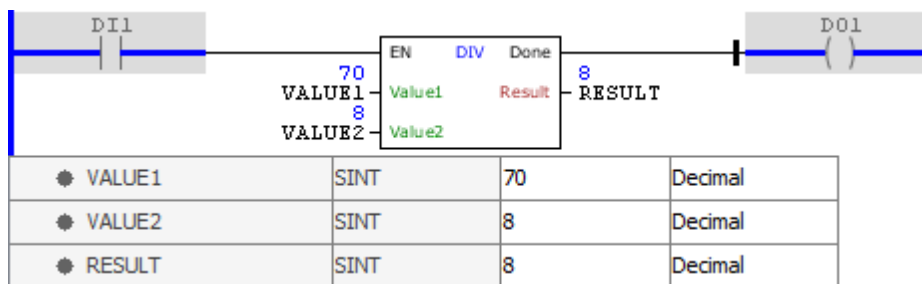 DI1 DO1
EN DIV Done
70 8
VALUE1 Value1 Result RESULT
8
VALUE2 Value2
VALUE1 SINT 70 Decimal
VALUE2 SINT 8 Decimal
RESULT SINT 8 Decimal